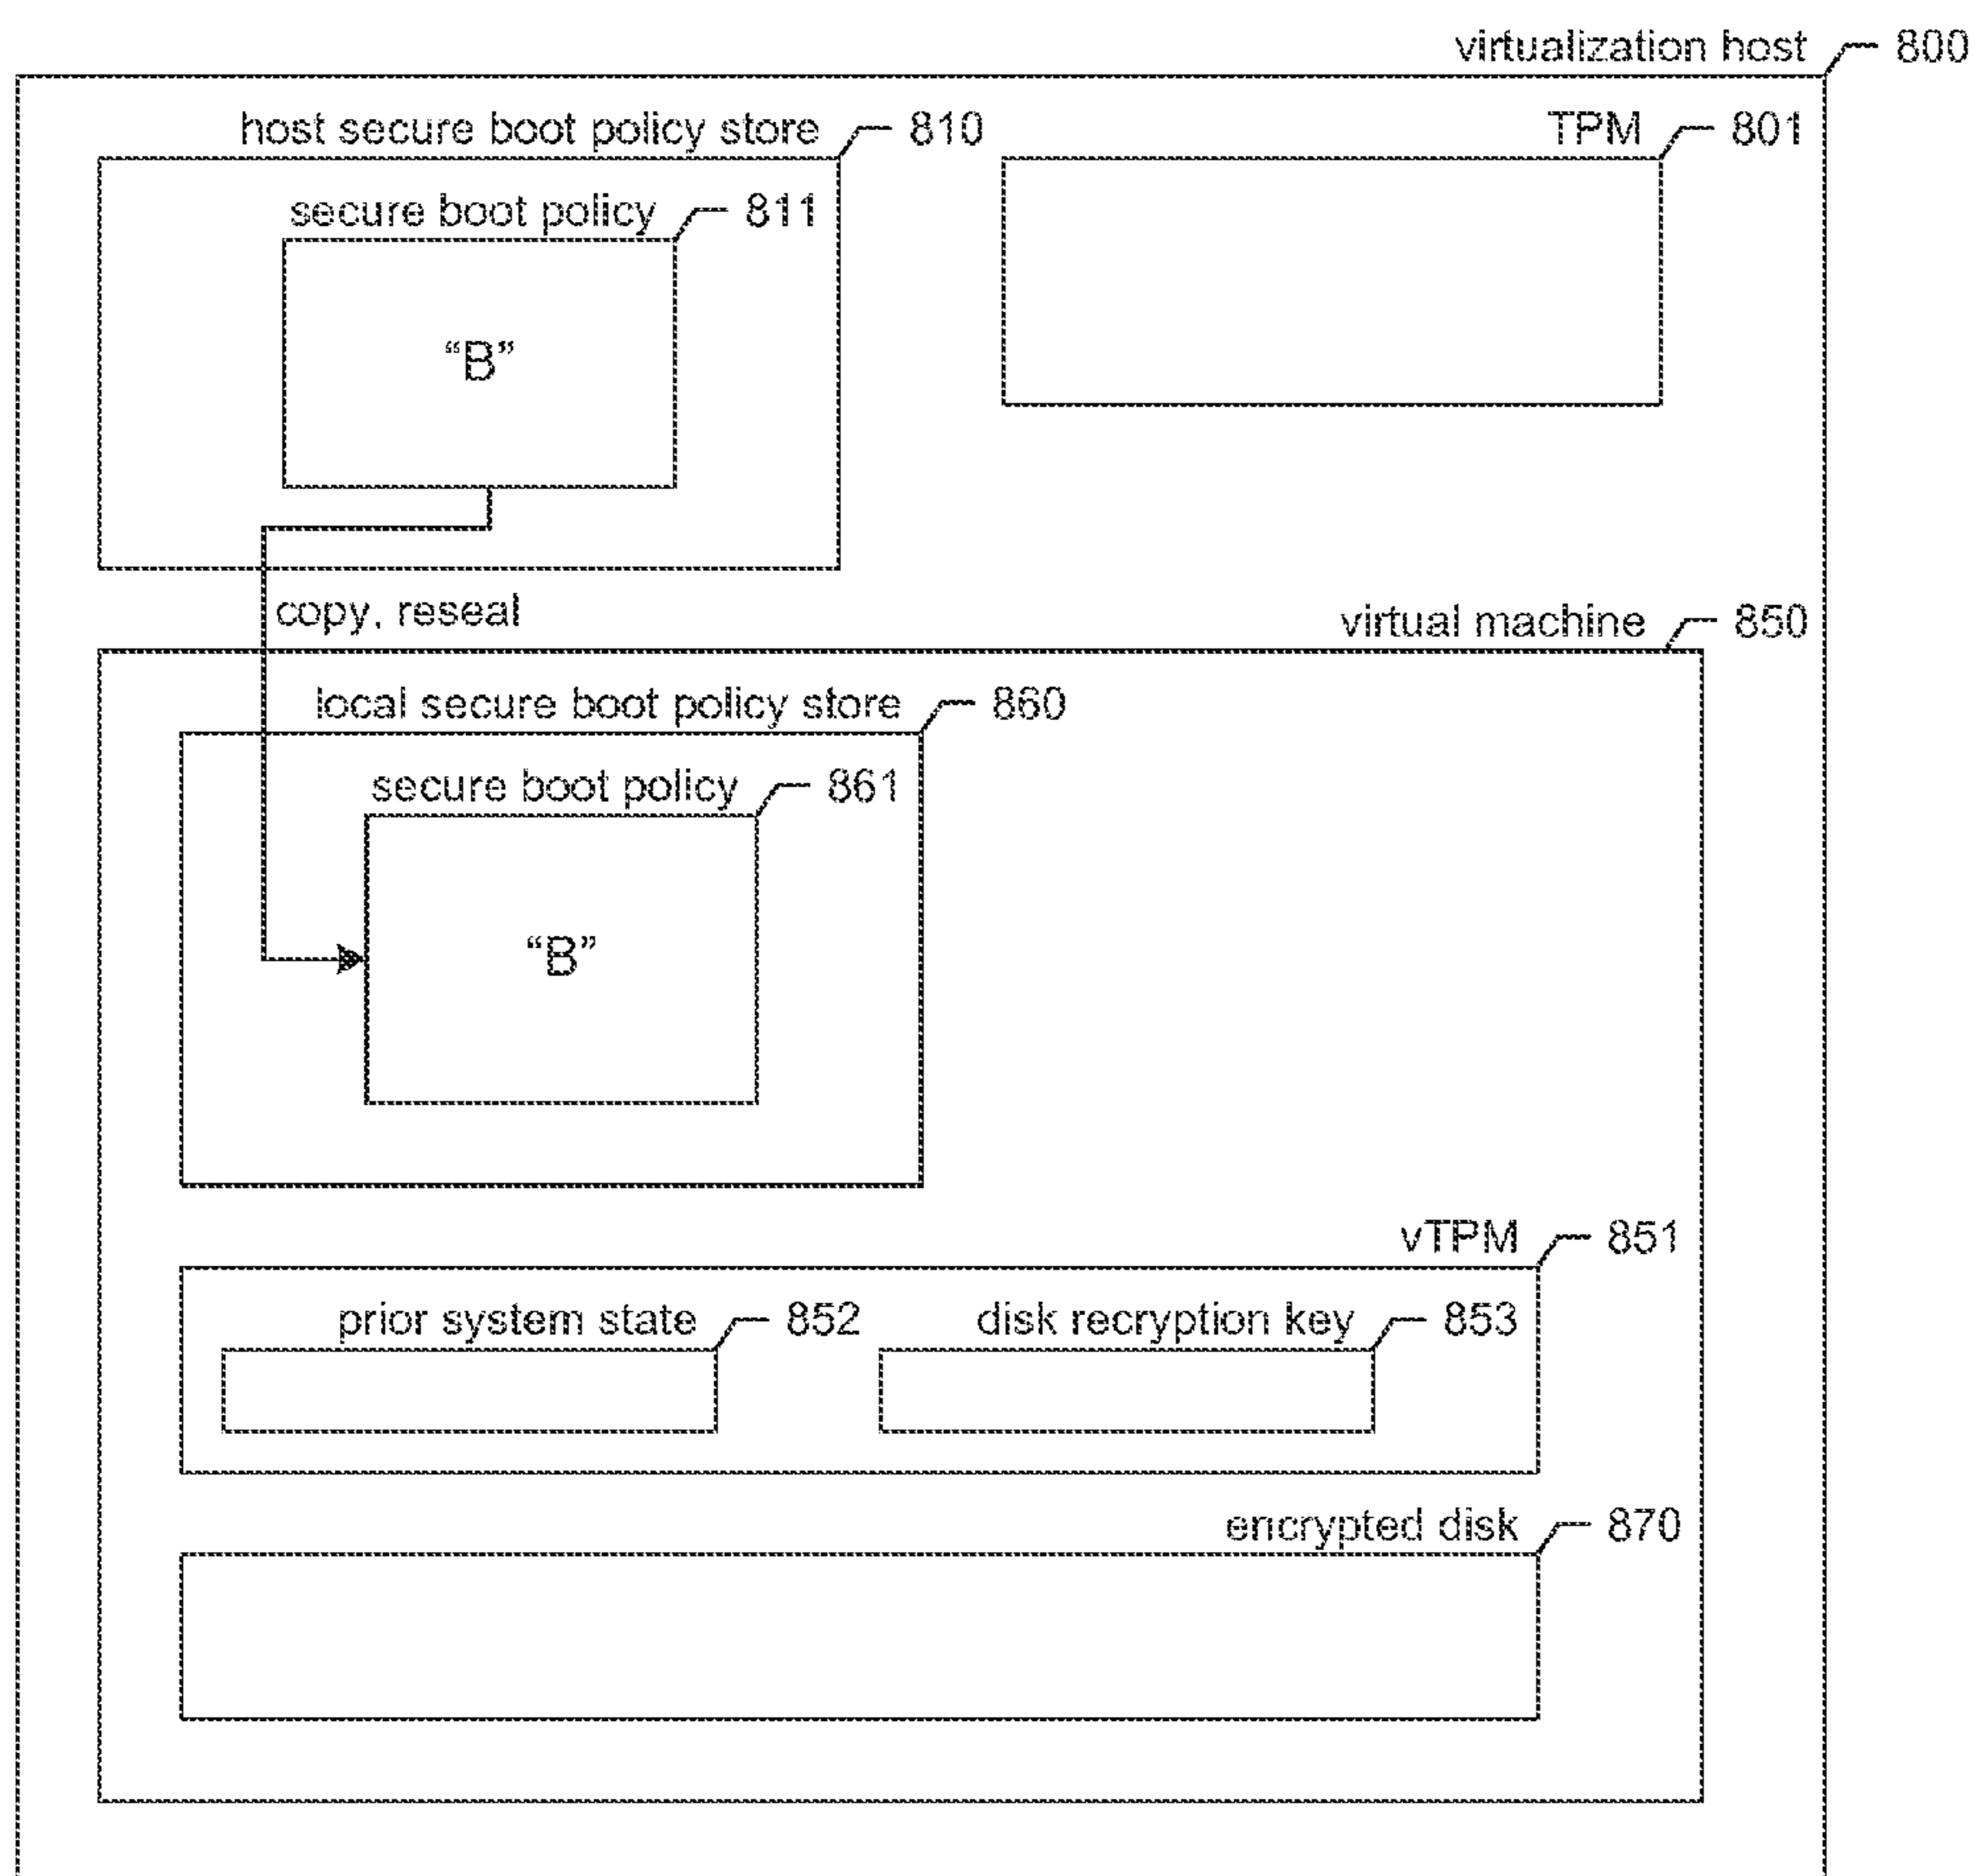 virtualization host 800
host secure boot policy store 810
TPM 801
secure boot policy 811
“B”
copy, reseal
virtual machine 850
local secure boot policy store 860
secure boot policy 861
“B”
vTPM 851
prior system state 852
disk recryption key 853
encrypted disk 870